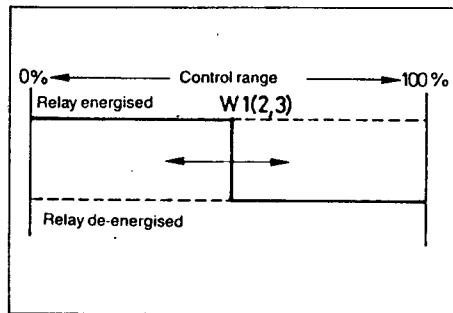 0% Control range 100%
Relay energised W1(2,3)
Relay de-energised